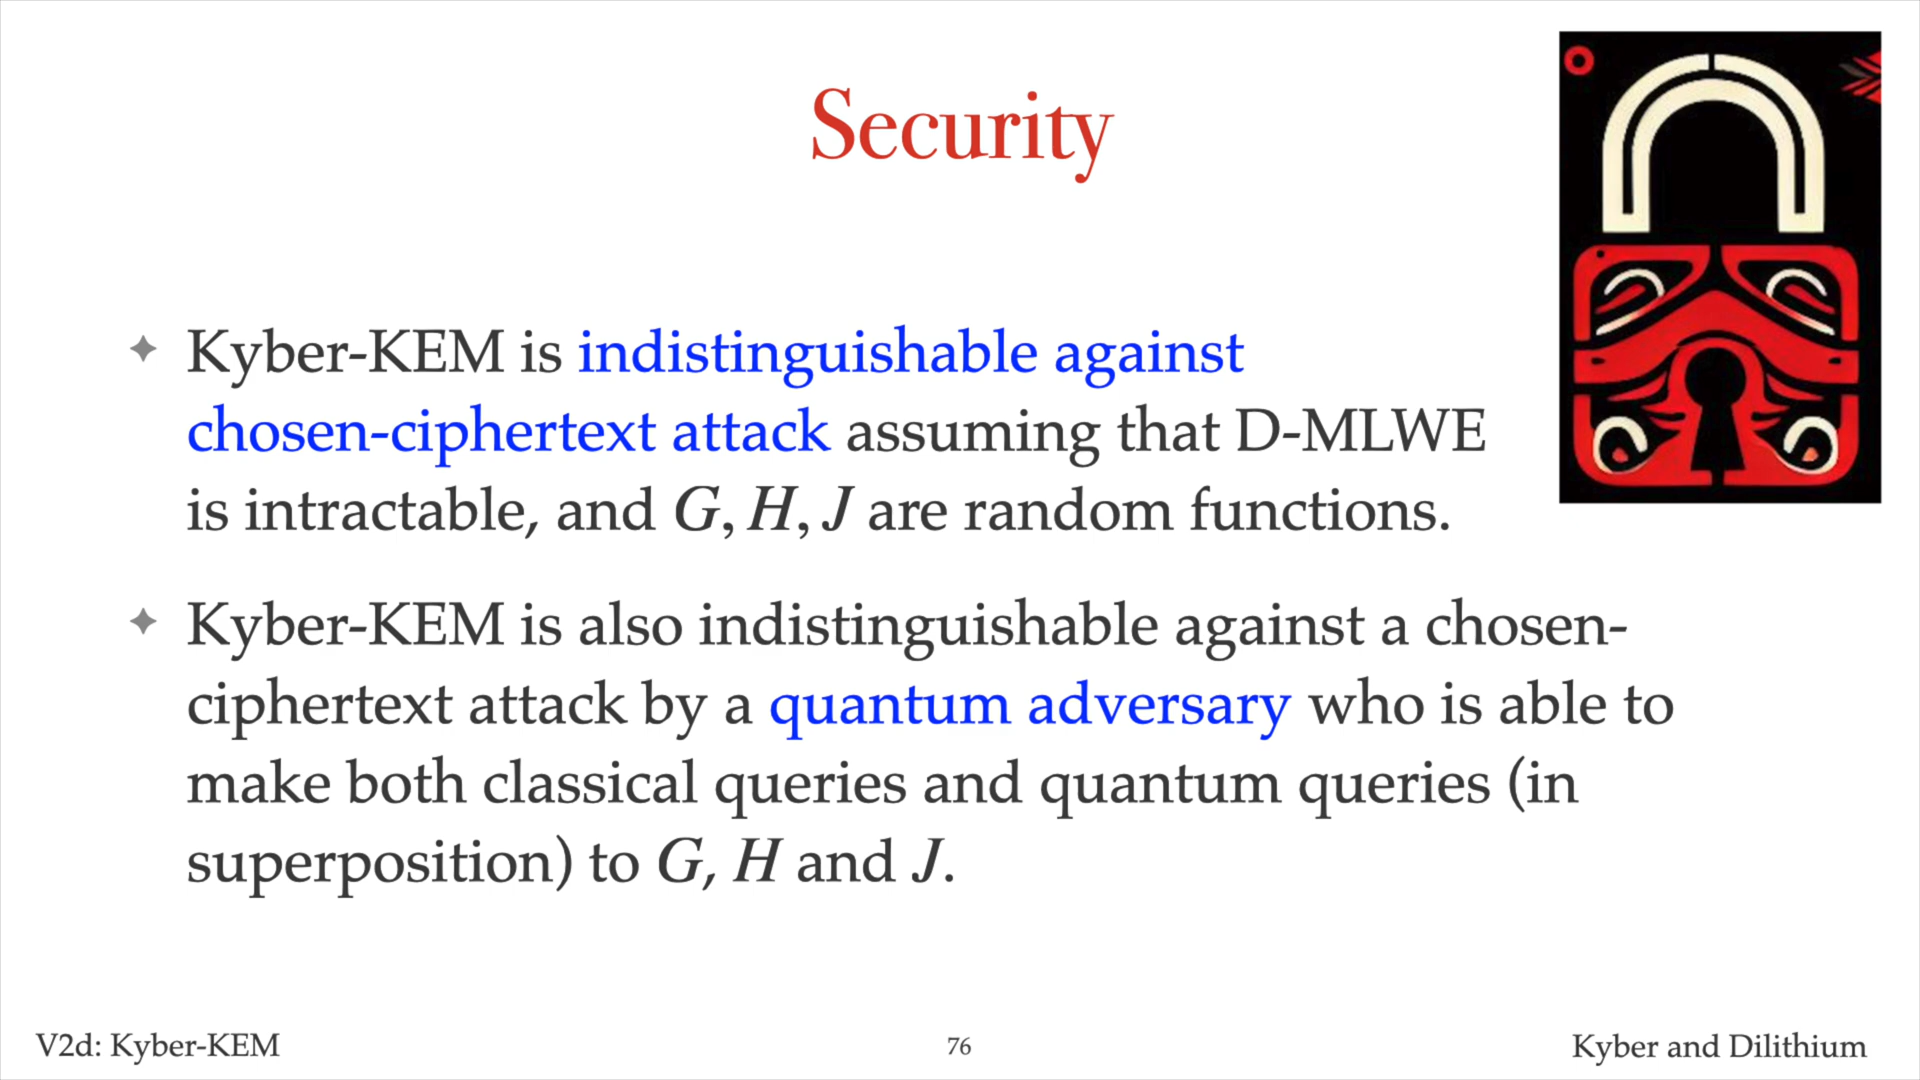 Security
Kyber-KEM is indistinguishable against
chosen-ciphertext attack assuming that D-MLWE
is intractable, and G, H, J are random functions.
Kyber-KEM is also indistinguishable against a chosen-
ciphertext attack by a quantum adversary who is able to
make both classical queries and quantum queries (in
superposition) to G, H and J.
V2d: Kyber-KEM
76
Kyber and Dilithium